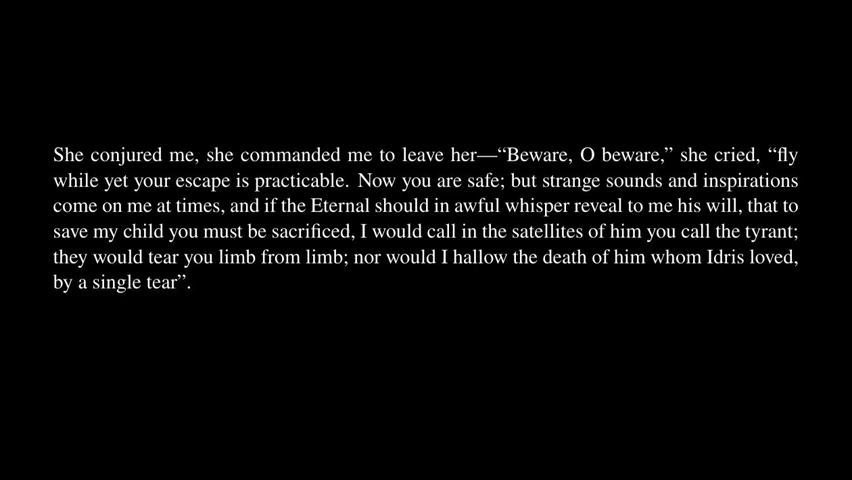 She conjured me, she commanded me to leave her—“Beware, O beware,” she cried, “fly
while yet your escape is practicable. Now you are safe; but strange sounds and inspirations
come on me at times, and if the Eternal should in awful whisper reveal to me his will, that to
save my child you must be sacrificed, I would call in the satellites of him you call the tyrant;
they would tear you limb from limb; nor would I hallow the death of him whom Idris loved,
by a single tear”.